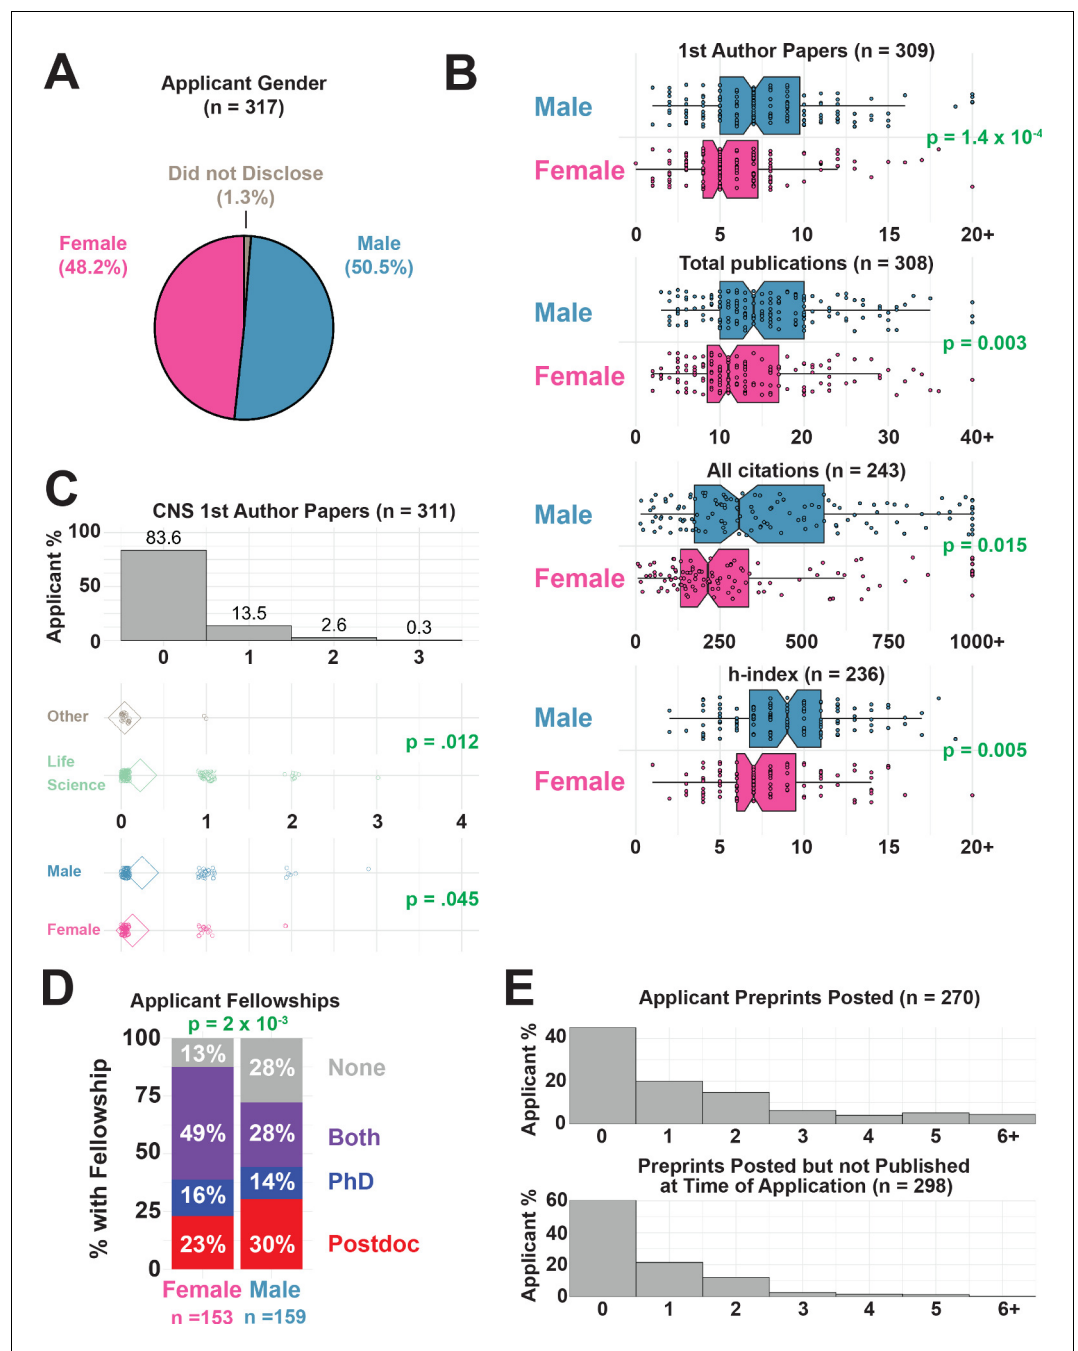 A
Applicant Gender
(n = 317)
Did not Disclose
(1.3%)
Female
(48.2%)
Male
(50.5%)
B
1st Author Papers (n = 309)
Male
p = 1.4 x 10-4
Female
0 5 10 15 20+
Total publications (n = 308)
Male
p = 0.003
Female
0 10 20 30 40+
All citations (n = 243)
Male
p = 0.015
Female
0 250 500 750 1000+
h-index (n = 236)
Male
p = 0.005
Female
0 5 10 15 20+
C
CNS 1st Author Papers (n = 311)
Applicant %
100
50
0
83.6
13.5
2.6
0.3
0 1 2 3
Other
p = .012
Life
Science
0 1 2 3 4
Male
p = .045
Female
D
Applicant Fellowships
p = 2 x 10-3
% with Fellowship
100
75
50
25
0
13% 28% None
49% 28% Both
16% 14% PhD
23% 30% Postdoc
Female Male
n =153 n =159
E
Applicant Preprints Posted (n = 270)
Applicant %
40
20
0
0 1 2 3 4 5 6+
Preprints Posted but not Published
at Time of Application (n = 298)
Applicant %
60
40
20
0
0 1 2 3 4 5 6+